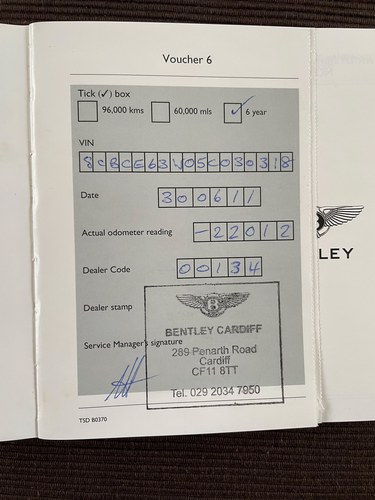 Voucher 6
Tick (✓) box
96,000 kms 60,000 mls ✓ 6 year
VIN
SCBCE63W05C030318
Date 300611
Actual odometer reading -22012
Dealer Code 00134
Dealer stamp
BENTLEY CARDIFF
Service Manager's signature
289 Penarth Road
Cardiff
CF11 8TT
Tel. 029 2034 7950
TSD B0370
LEY